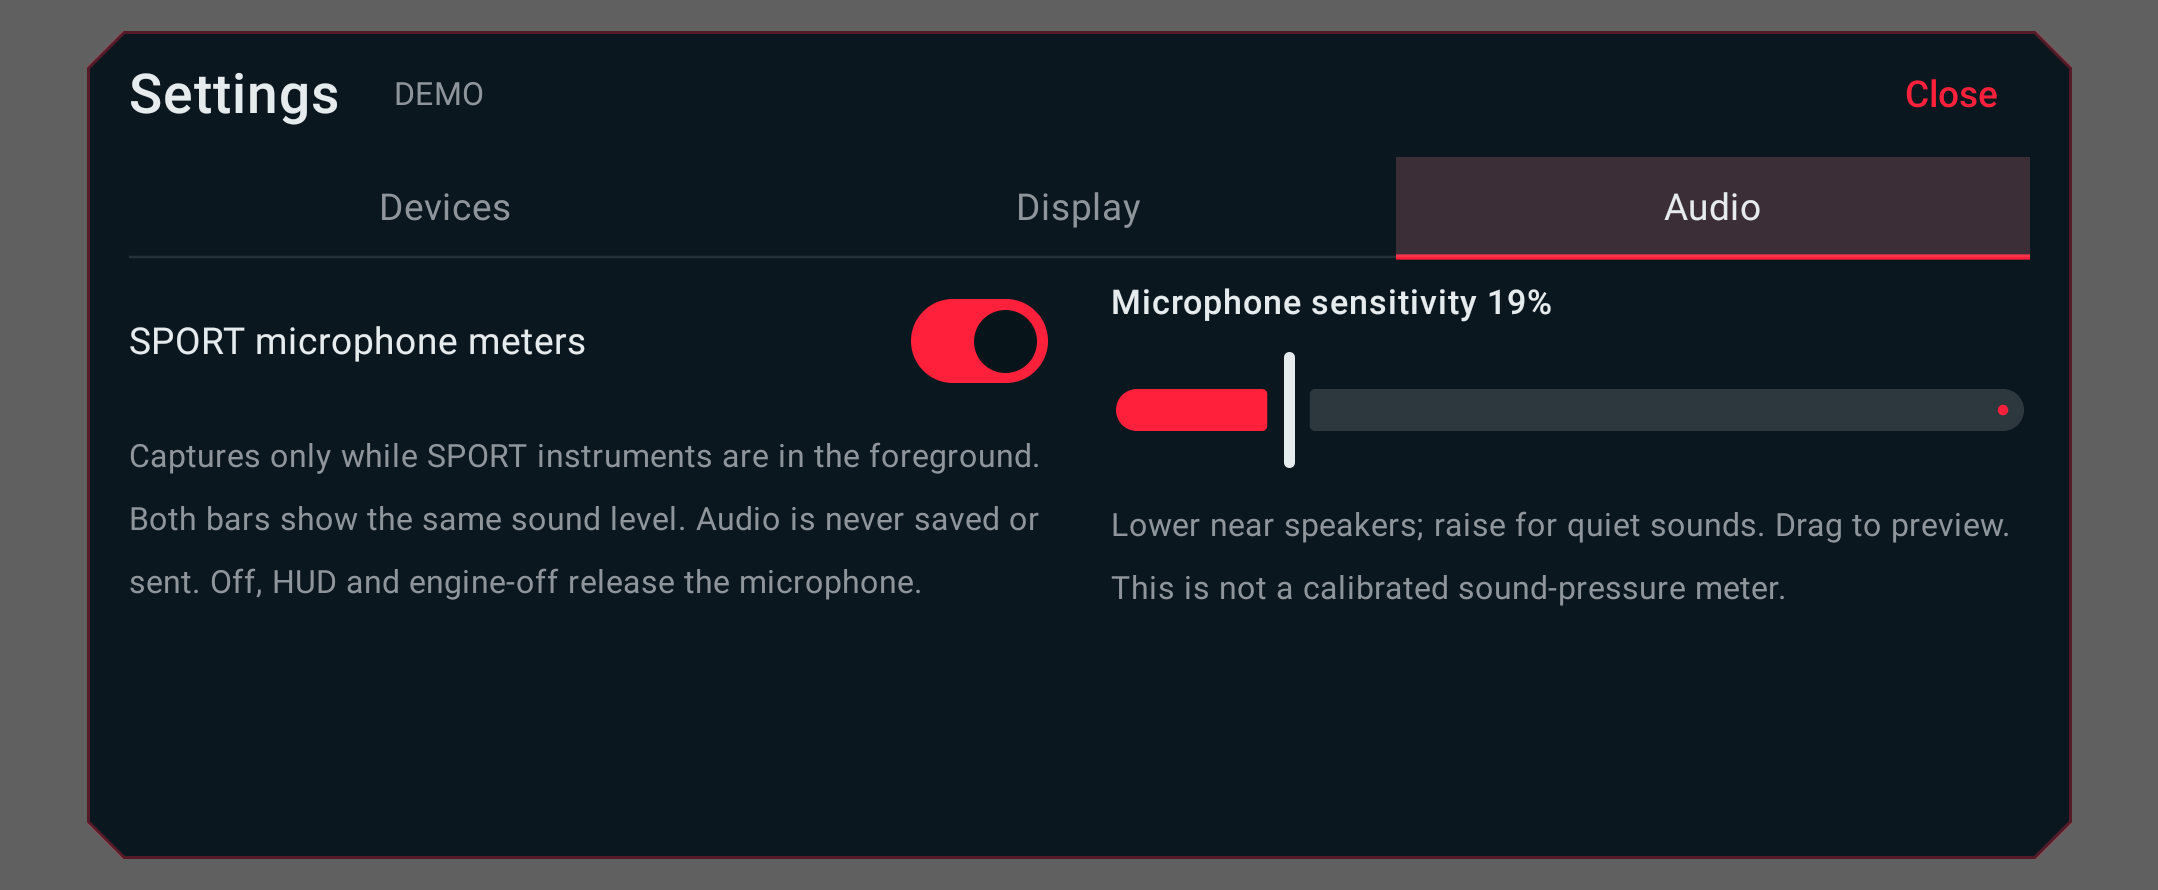 Settings
DEMO
Close
Devices
Display
Audio
SPORT microphone meters
Captures only while SPORT instruments are in the foreground.
Both bars show the same sound level. Audio is never saved or
sent. Off, HUD and engine-off release the microphone.
Microphone sensitivity 19%
Lower near speakers; raise for quiet sounds. Drag to preview.
This is not a calibrated sound-pressure meter.